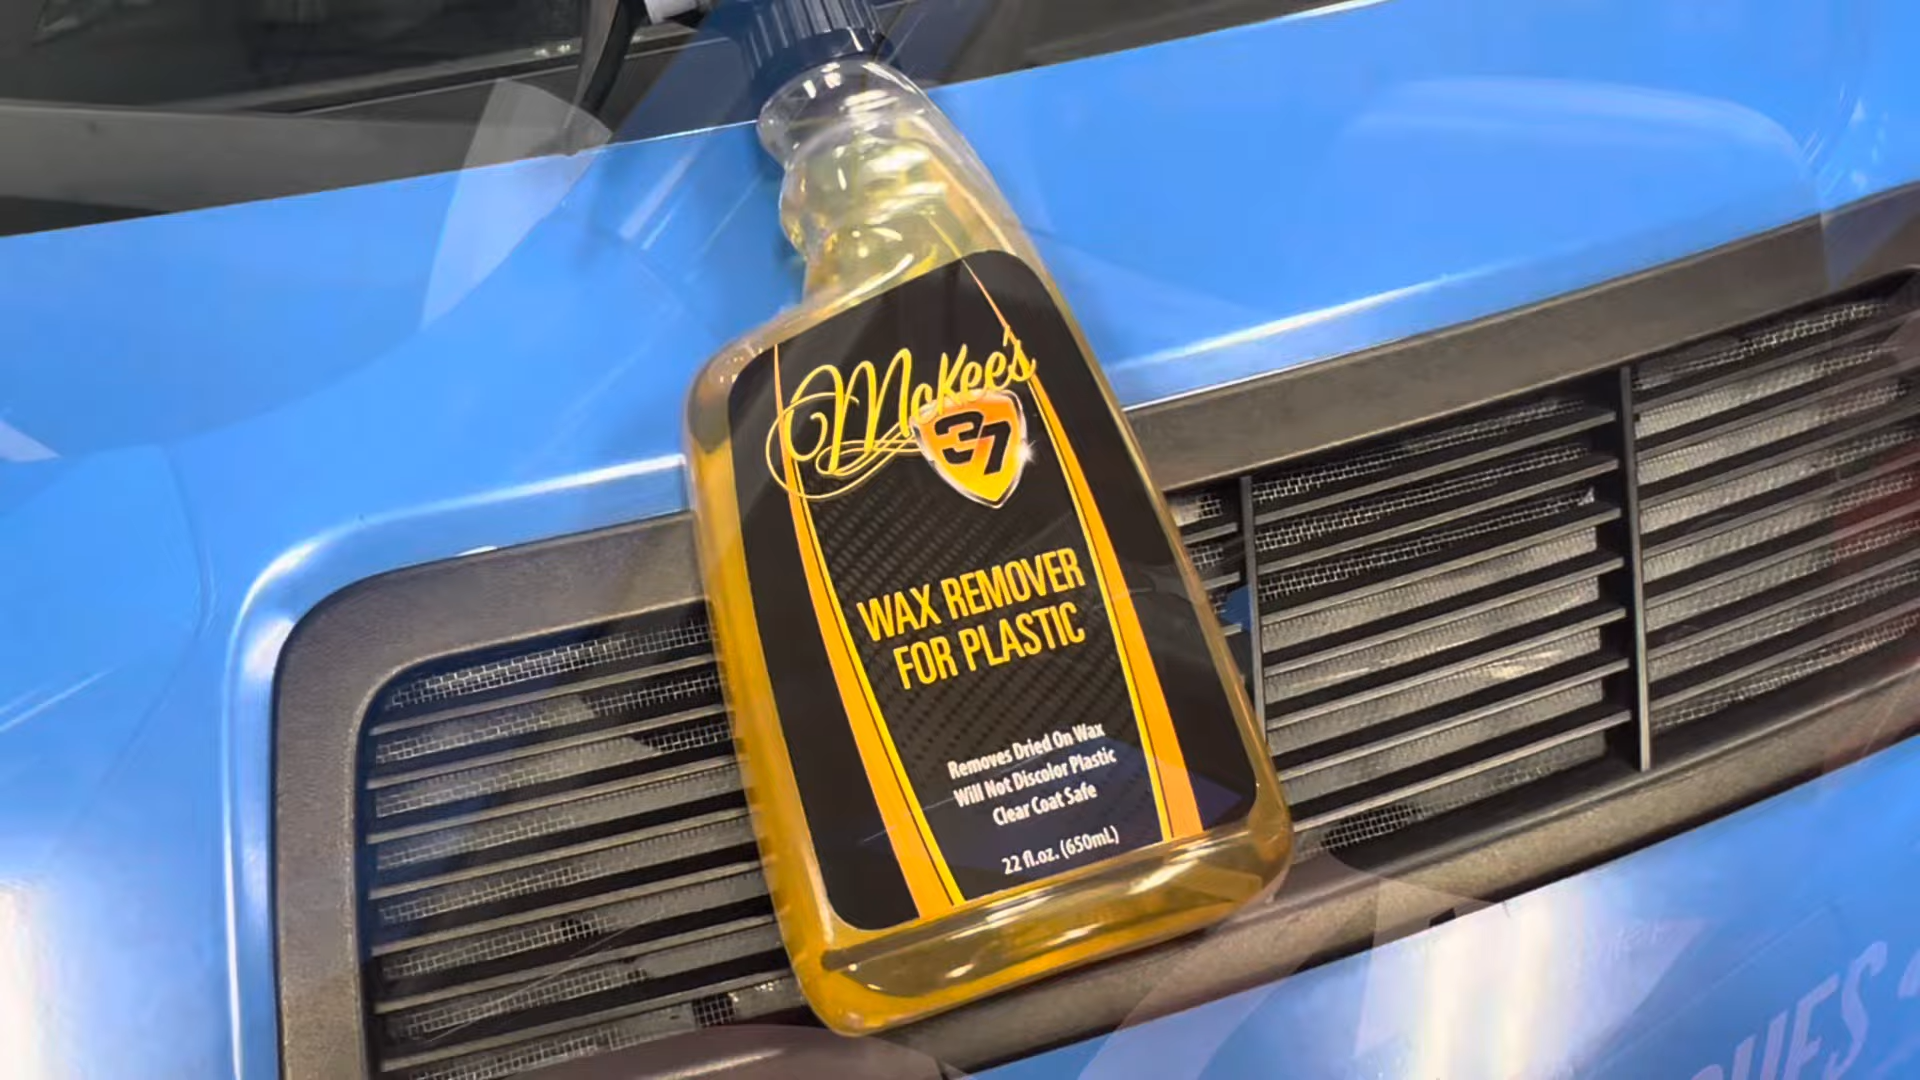 McKee's
37
WAX REMOVER
FOR PLASTIC
Removes Dried On Wax
Will Not Discolor Plastic
Clear Coat Safe
22 fl.oz. (650mL)